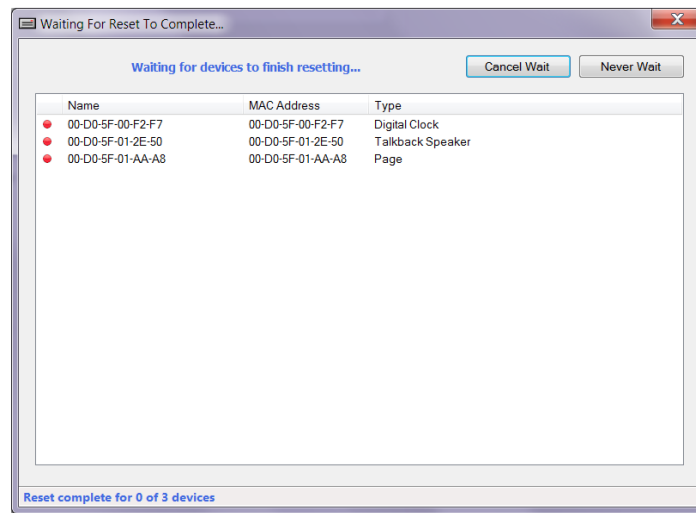 Waiting For Reset To Complete...
Waiting for devices to finish resetting... Cancel Wait Never Wait
Name MAC Address Type
00-D0-5F-00-F2-F7 00-D0-5F-00-F2-F7 Digital Clock
00-D0-5F-01-2E-50 00-D0-5F-01-2E-50 Talkback Speaker
00-D0-5F-01-AA-A8 00-D0-5F-01-AA-A8 Page
Reset complete for 0 of 3 devices